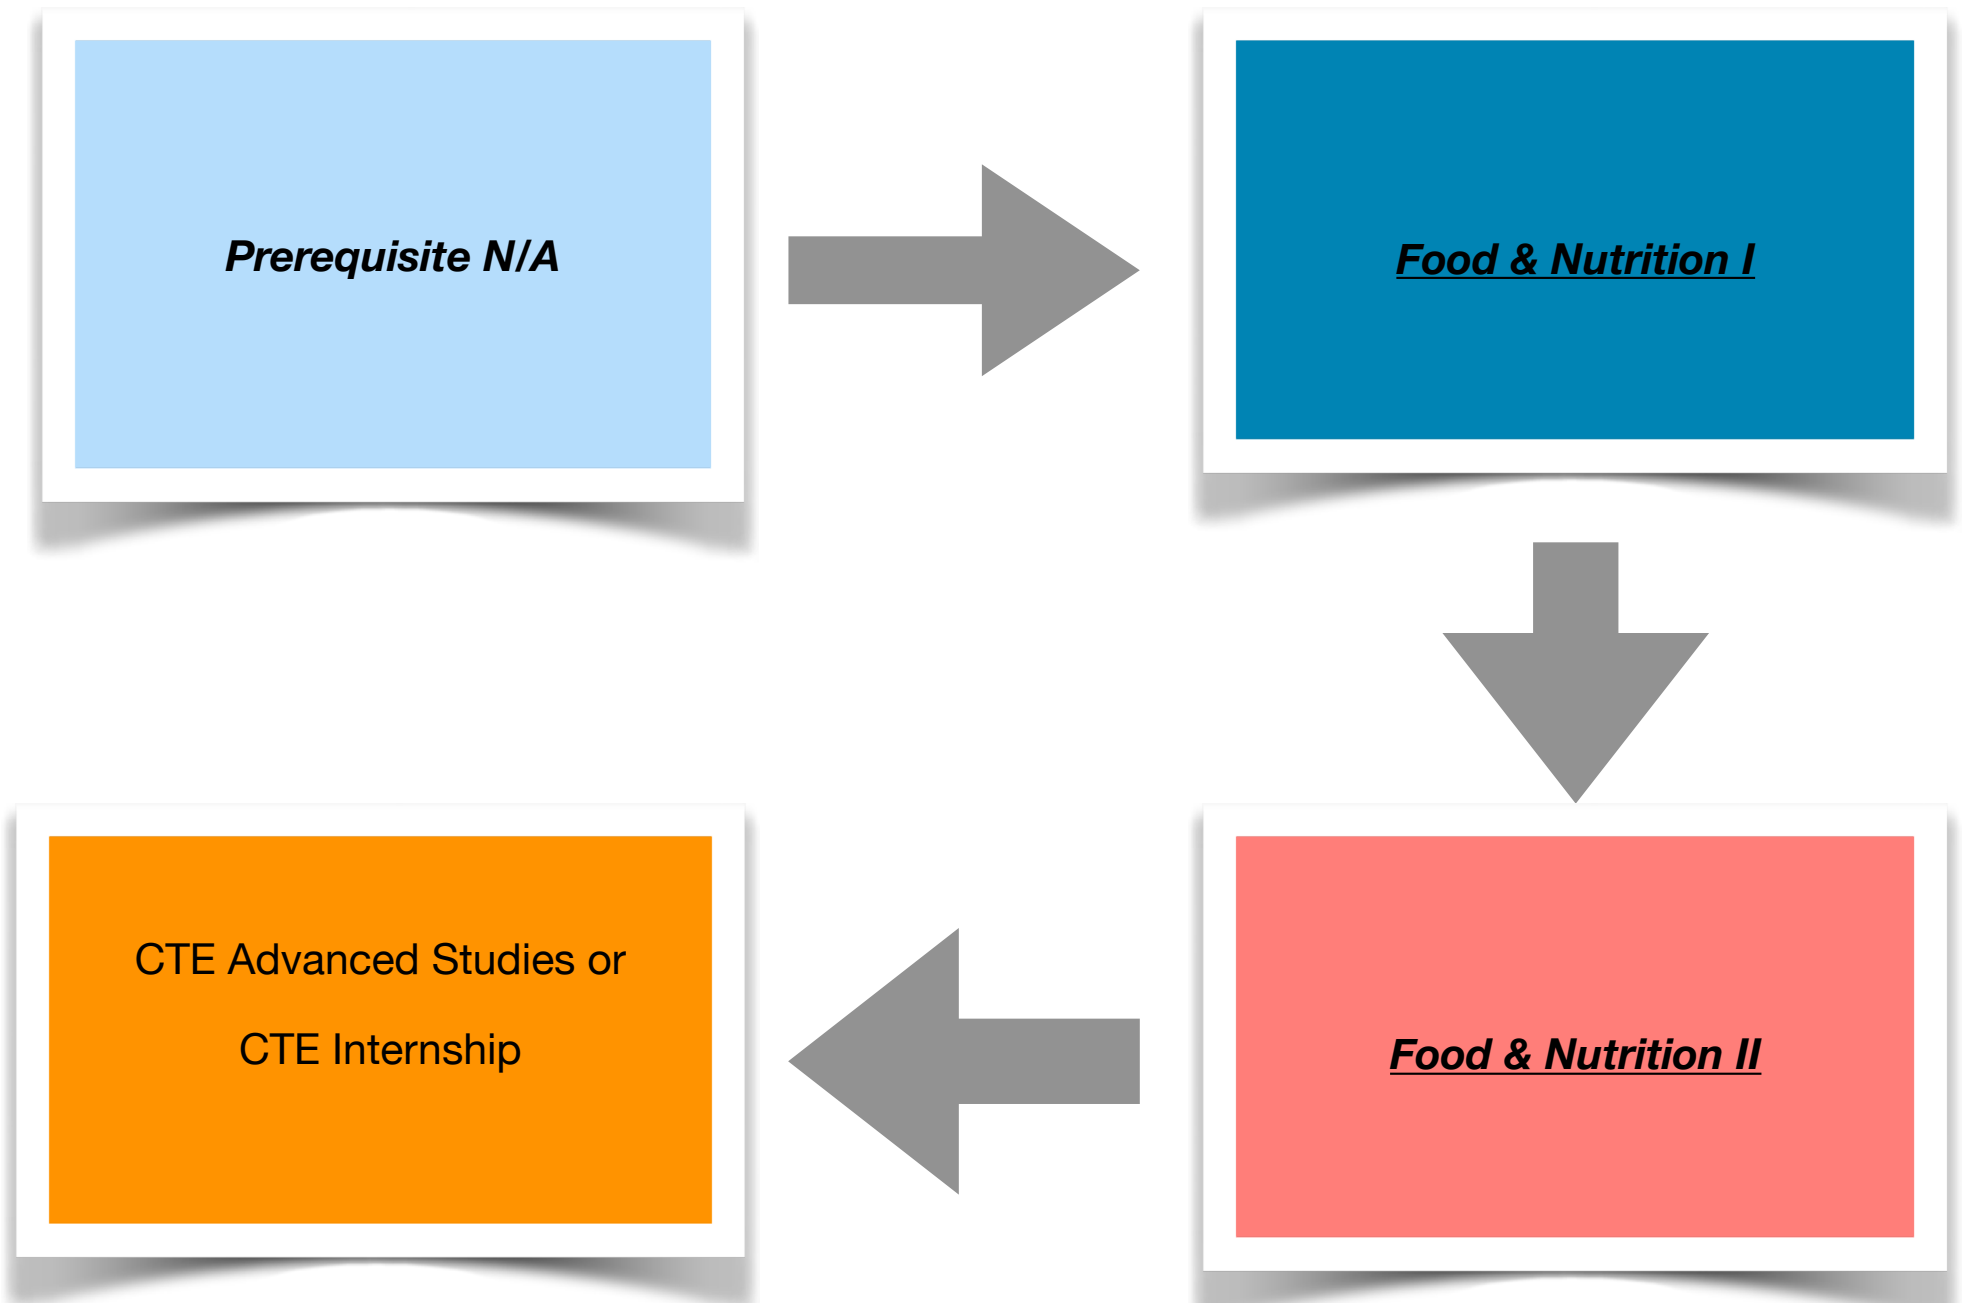 Prerequisite N/A
Food & Nutrition I
Food & Nutrition II
CTE Advanced Studies or
CTE Internship